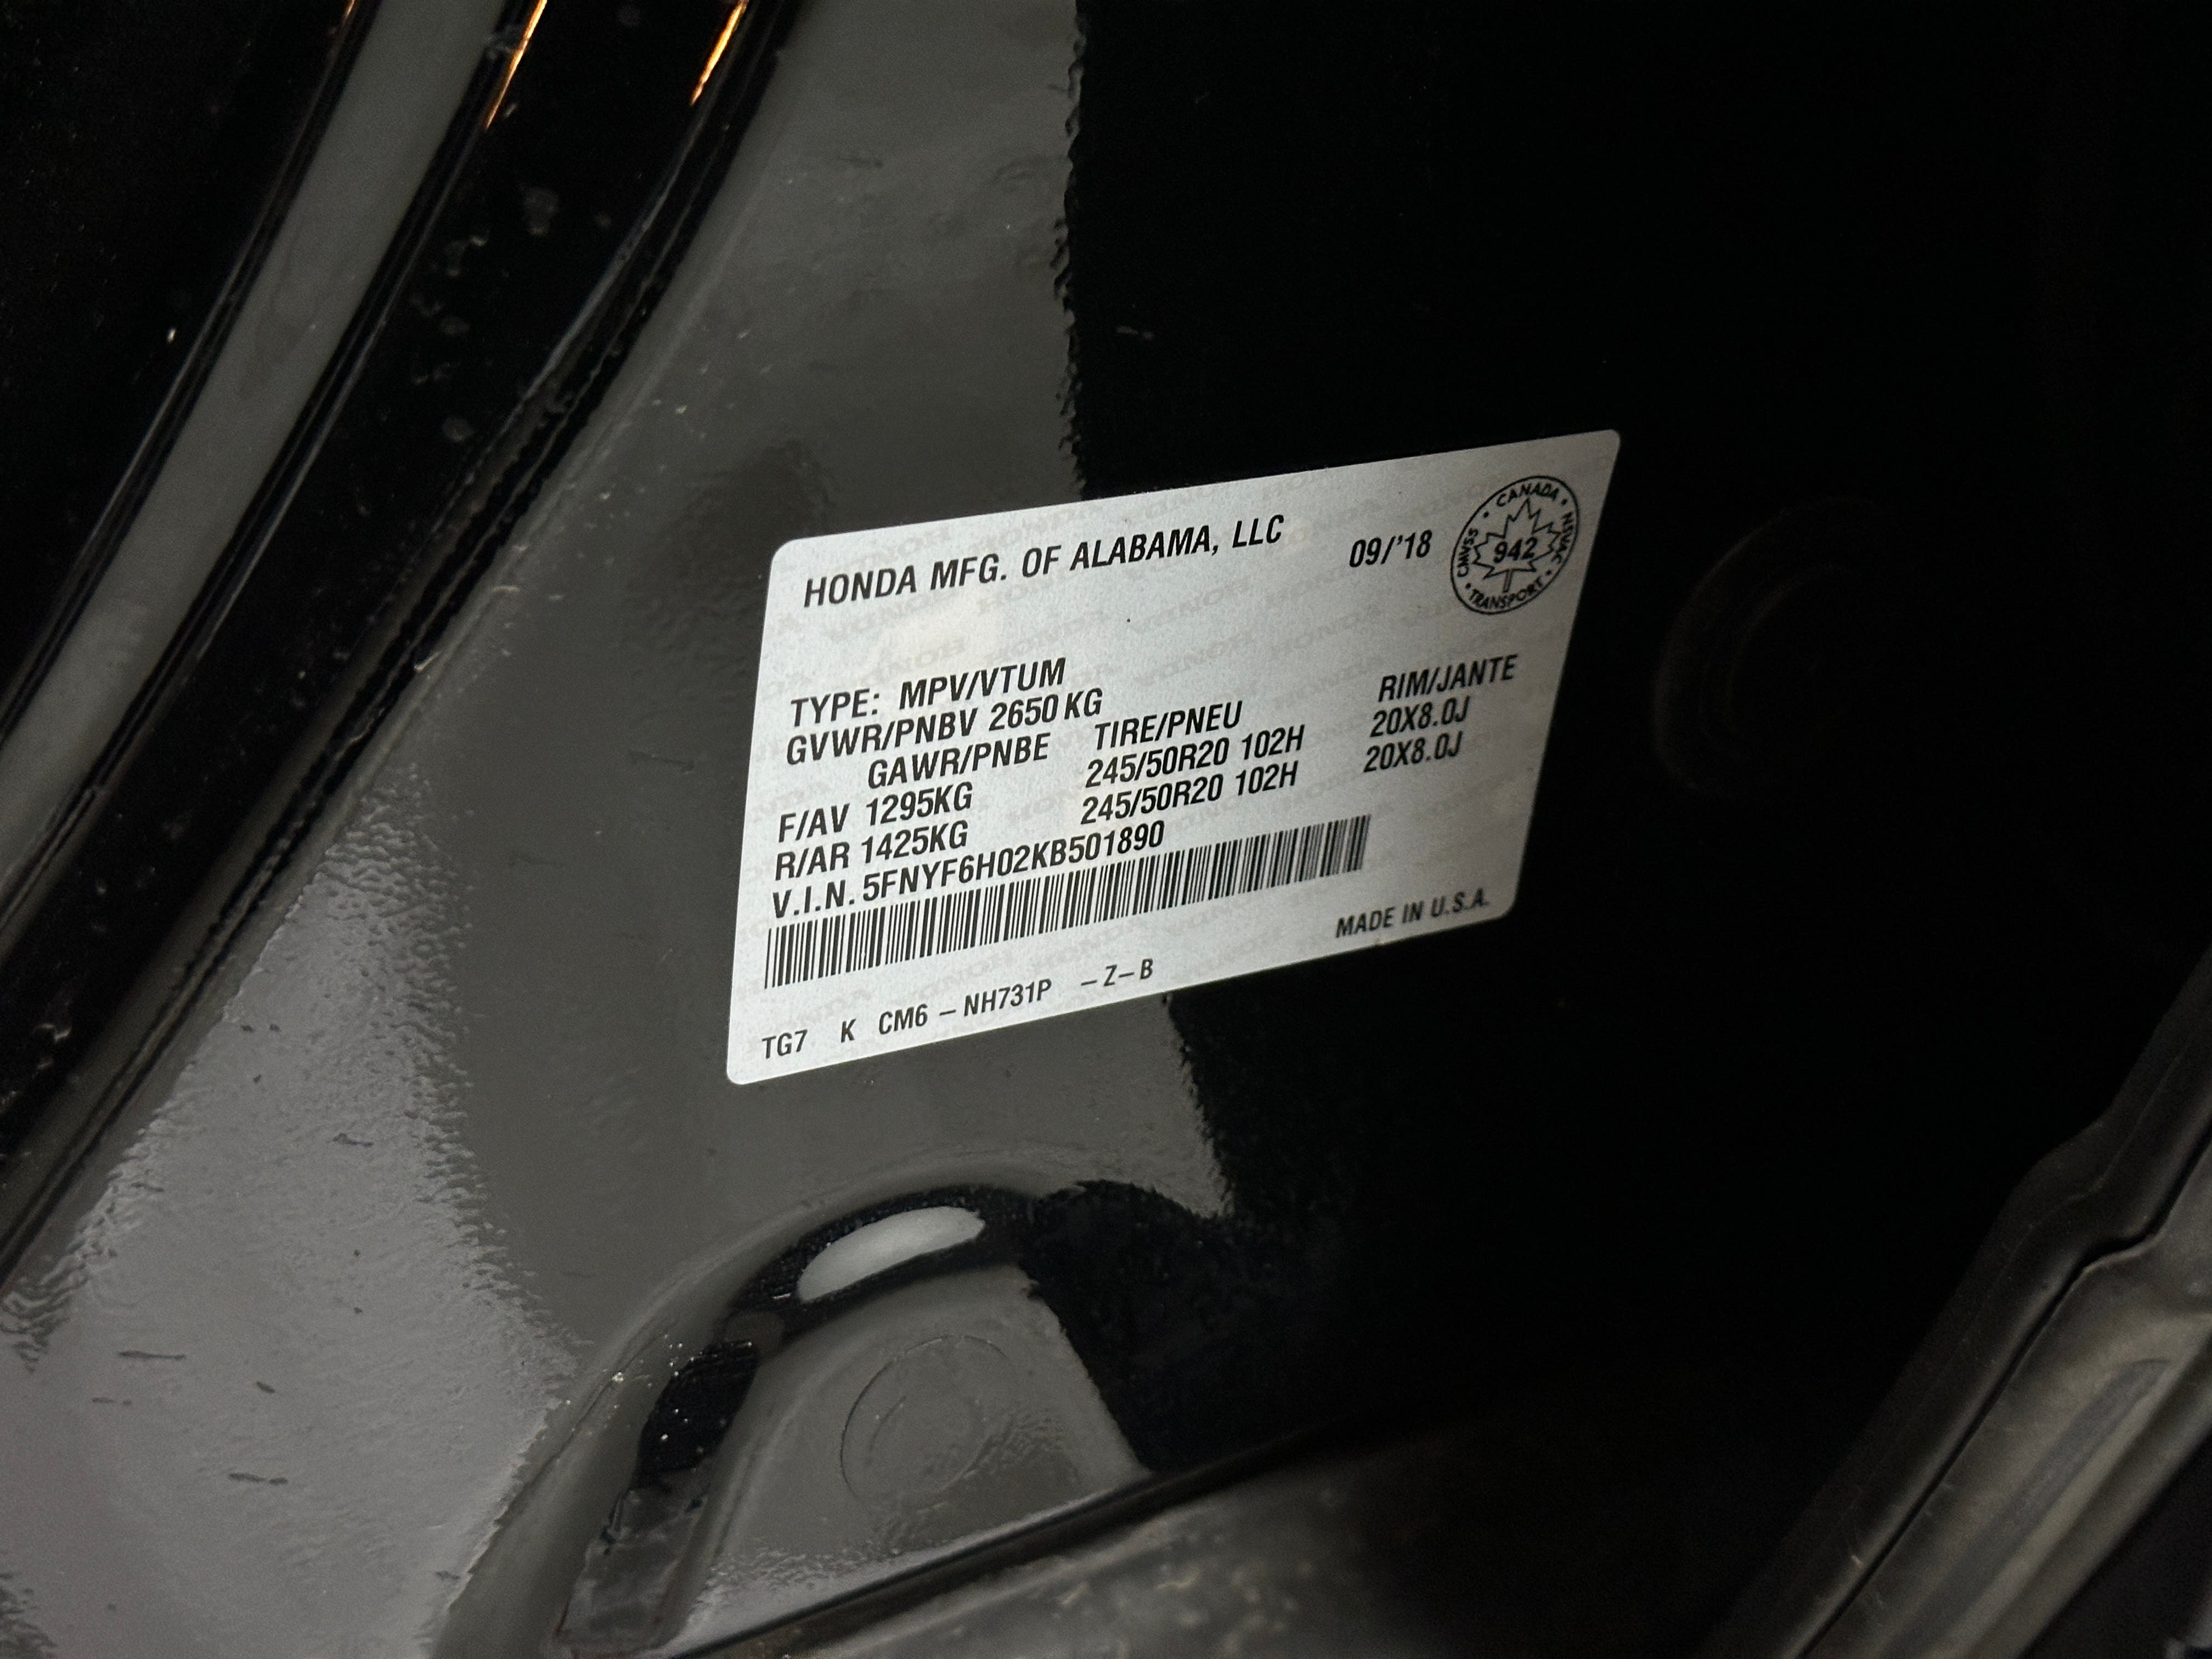 HONDA MFG. OF ALABAMA, LLC 09/'18
CANADA
CMVSS 942 NSVAC
TRANSPORT
TYPE: MPV/VTUM
GVWR/PNBV 2650 KG
GAWR/PNBE TIRE/PNEU RIM/JANTE
F/AV 1295KG 245/50R20 102H 20X8.0J
R/AR 1425KG 245/50R20 102H 20X8.0J
V.I.N. 5FNYF6H02KB501890
MADE IN U.S.A.
TG7 K CM6 – NH731P – Z – B